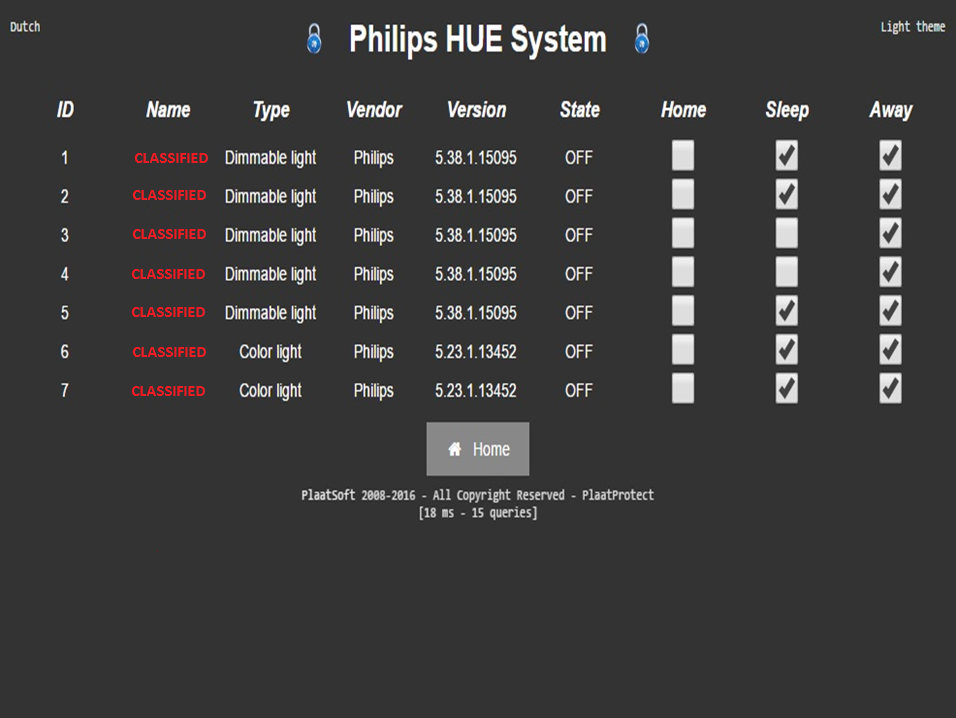 Dutch
Light theme
Philips HUE System
ID Name Type Vendor Version State Home Sleep Away
1 CLASSIFIED Dimmable light Philips 5.38.1.15095 OFF
2 CLASSIFIED Dimmable light Philips 5.38.1.15095 OFF
3 CLASSIFIED Dimmable light Philips 5.38.1.15095 OFF
4 CLASSIFIED Dimmable light Philips 5.38.1.15095 OFF
5 CLASSIFIED Dimmable light Philips 5.38.1.15095 OFF
6 CLASSIFIED Color light Philips 5.23.1.13452 OFF
7 CLASSIFIED Color light Philips 5.23.1.13452 OFF
Home
PlaatSoft 2008-2016 - All Copyright Reserved - PlaatProtect
[18 ms - 15 queries]